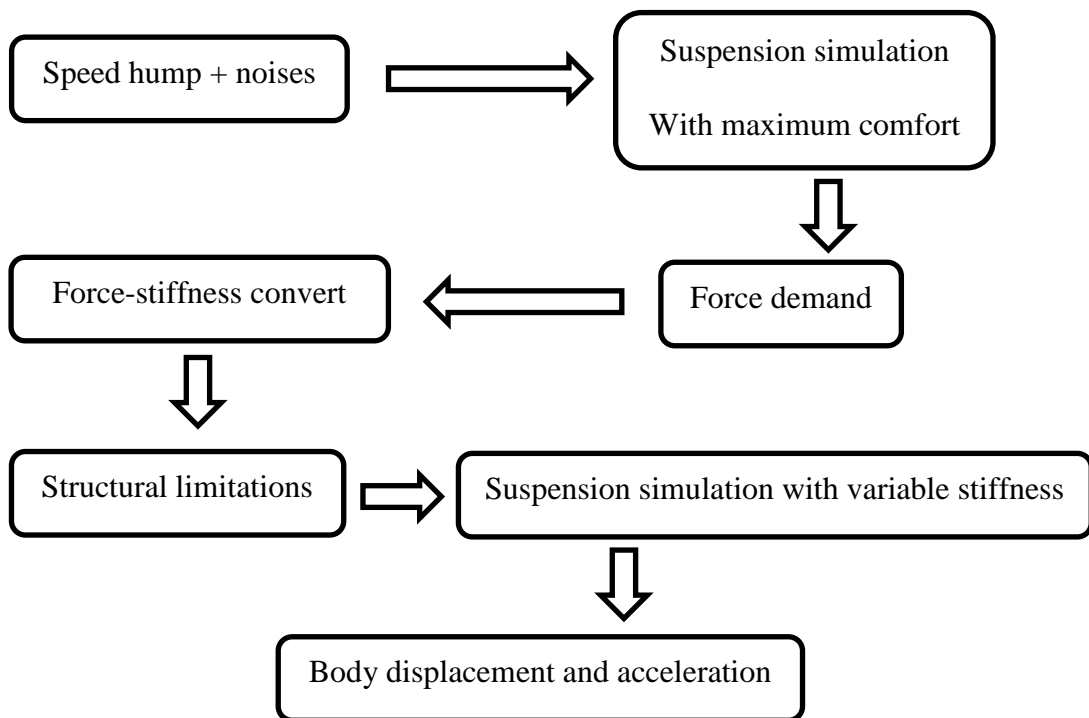 Speed hump + noises
Suspension simulation
With maximum comfort
Force demand
Force-stiffness convert
Structural limitations
Suspension simulation with variable stiffness
Body displacement and acceleration